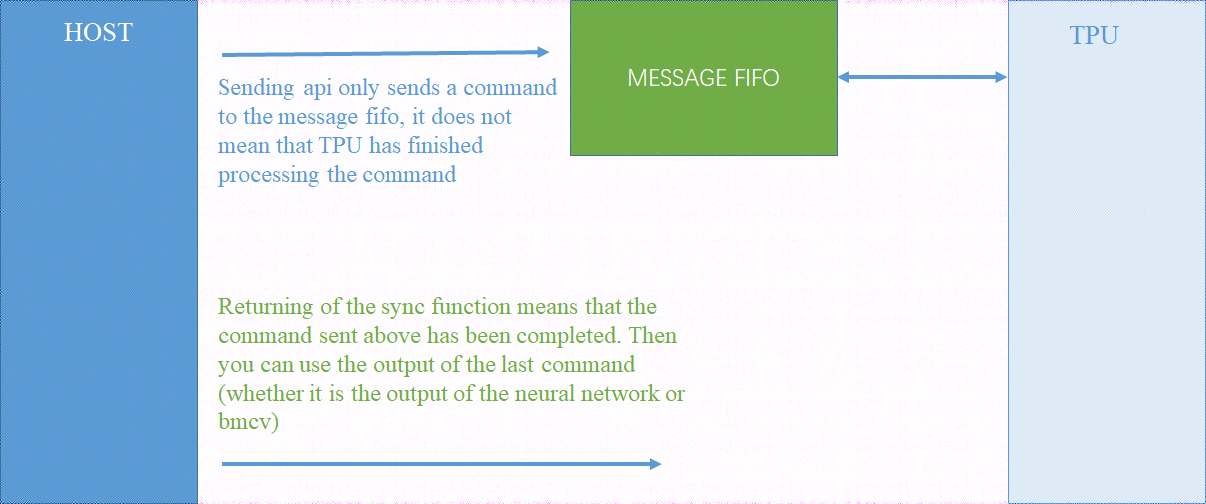 HOST
MESSAGE FIFO
TPU
Sending api only sends a command
to the message fifo, it does not
mean that TPU has finished
processing the command
Returning of the sync function means that the
command sent above has been completed. Then
you can use the output of the last command
(whether it is the output of the neural network or
bmcv)